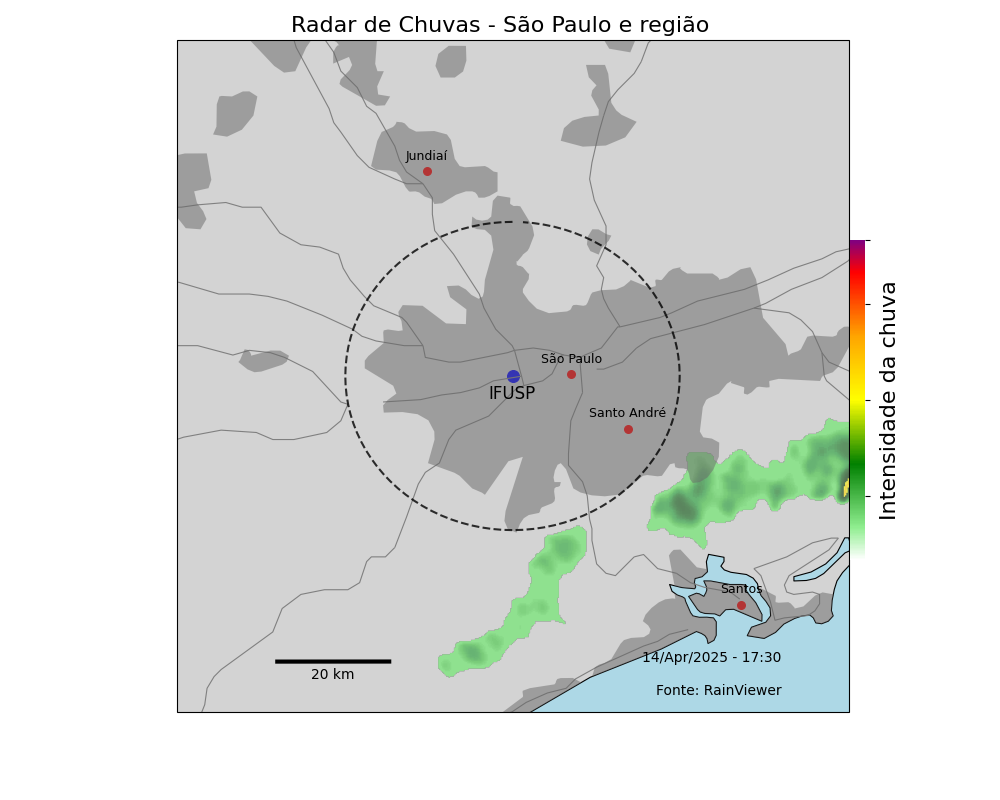 Radar de Chuvas - São Paulo e região
Jundiaí
São Paulo
IFUSP
Santo André
Intensidade da chuva
Santos
14/Apr/2025 - 17:30
20 km
Fonte: RainViewer